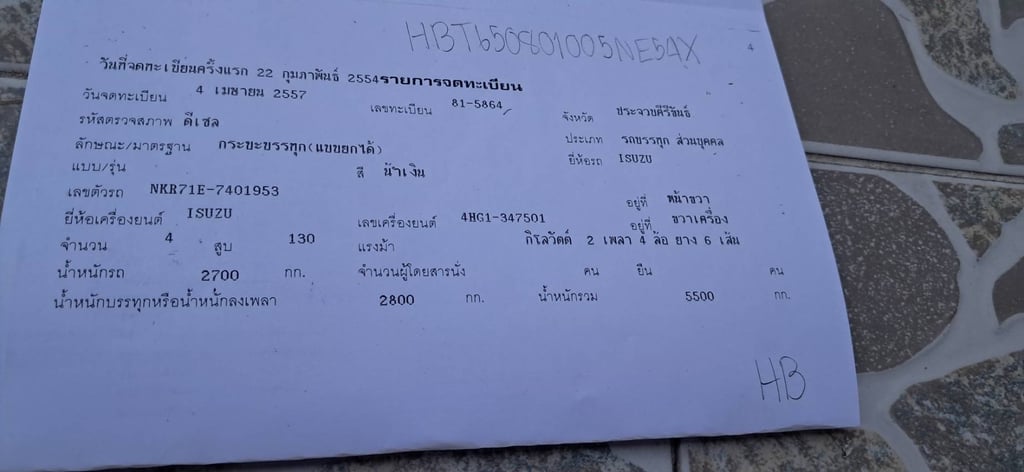 HBT650801005NE54X
4
วันที่จดทะเบียนครั้งแรก 22 กุมภาพันธ์ 2554 รายการจดทะเบียน
วันจดทะเบียน 4 เมษายน 2557 เลขทะเบียน 81-5864 จังหวัด ประจวบคีรีขันธ์
รหัสตรวจสภาพ ดีเซล ประเภท รถบรรทุก ส่วนบุคคล
ลักษณะ/มาตรฐาน กระบะบรรทุก(แบบยกได้) ยี่ห้อรถ ISUZU
แบบ/รุ่น สี น้ำเงิน
เลขตัวรถ NKR71E-7401953 อยู่ที่ หน้าขวา
ยี่ห้อเครื่องยนต์ ISUZU เลขเครื่องยนต์ 4HG1-347501 อยู่ที่ ขวาเครื่อง
จำนวน 4 สูบ 130 แรงม้า กิโลวัตต์ 2 เพลา 4 ล้อ ยาง 6 เส้น
น้ำหนักรถ 2700 กก. จำนวนผู้โดยสารนั่ง คน ยืน คน
น้ำหนักบรรทุกหรือน้ำหนักลงเพลา 2800 กก. น้ำหนักรวม 5500 กก.
HB